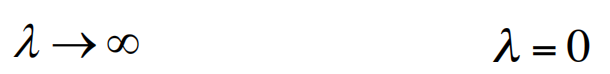 λ → ∞ λ = 0